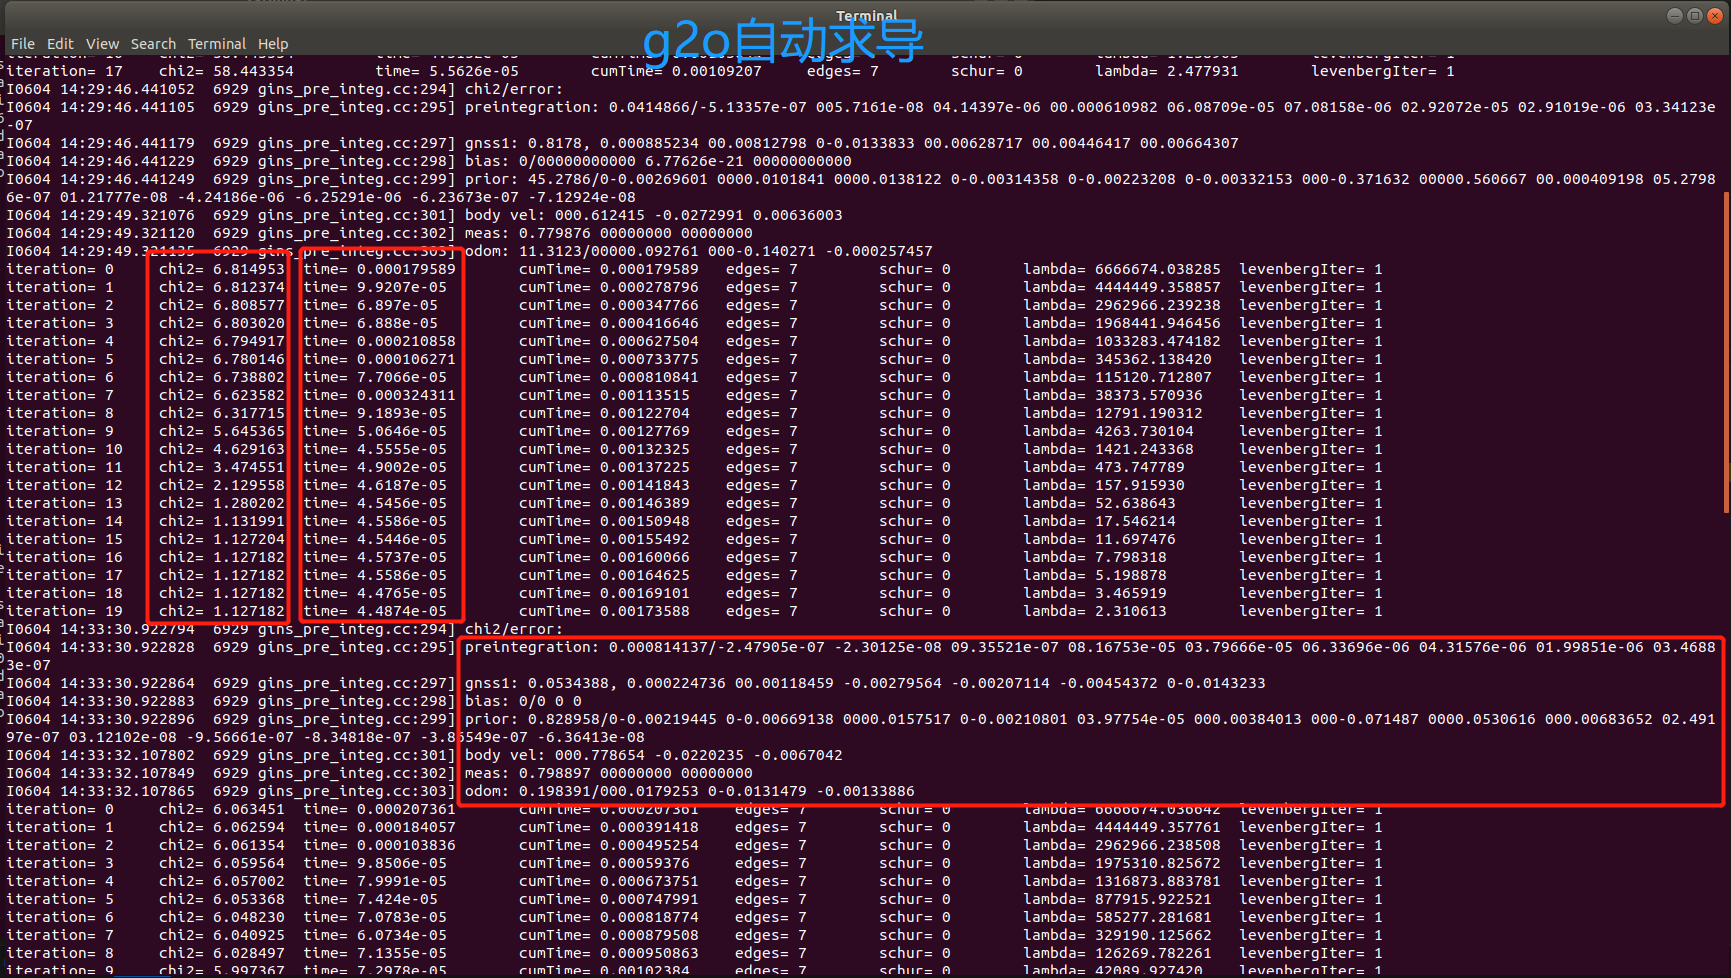 Terminal
g2o自动求导
File Edit View Search Terminal Help
iteration= 17 chi2= 58.443354 time= 5.5626e-05 cumTime= 0.00109207 edges= 7 schur= 0 lambda= 2.477931 levenbergIter= 1
I0604 14:29:46.441052 6929 gins_pre_integ.cc:294] chi2/error:
I0604 14:29:46.441105 6929 gins_pre_integ.cc:295] preintegration: 0.0414866/-5.13357e-07 005.7161e-08 04.14397e-06 00.000610982 06.08709e-05 07.08158e-06 02.92072e-05 02.91019e-06 03.34123e
-07
I0604 14:29:46.441179 6929 gins_pre_integ.cc:297] gnss1: 0.8178, 0.000885234 00.00812798 0-0.0133833 00.00628717 00.00446417 00.00664307
I0604 14:29:46.441229 6929 gins_pre_integ.cc:298] bias: 0/00000000000 6.77626e-21 00000000000
I0604 14:29:46.441249 6929 gins_pre_integ.cc:299] prior: 45.2786/0-0.00269601 0000.0101841 0000.0138122 0-0.00314358 0-0.00223208 0-0.00332153 000-0.371632 00000.560667 00.000409198 05.2798
6e-07 01.21777e-08 -4.24186e-06 -6.25291e-06 -6.23673e-07 -7.12924e-08
I0604 14:29:49.321076 6929 gins_pre_integ.cc:301] body vel: 000.612415 -0.0272991 0.00636003
I0604 14:29:49.321120 6929 gins_pre_integ.cc:302] meas: 0.779876 00000000 00000000
I0604 14:29:49.321135 6929 gins_pre_integ.cc:303] odom: 11.3123/00000.092761 000-0.140271 -0.000257457
iteration= 0 chi2= 6.814953 time= 0.000179589 cumTime= 0.000179589 edges= 7 schur= 0 lambda= 6666674.038285 levenbergIter= 1
iteration= 1 chi2= 6.812374 time= 9.9207e-05 cumTime= 0.000278796 edges= 7 schur= 0 lambda= 4444449.358857 levenbergIter= 1
iteration= 2 chi2= 6.808577 time= 6.897e-05 cumTime= 0.000347766 edges= 7 schur= 0 lambda= 2962966.239238 levenbergIter= 1
iteration= 3 chi2= 6.803020 time= 6.888e-05 cumTime= 0.000416646 edges= 7 schur= 0 lambda= 1968441.946456 levenbergIter= 1
iteration= 4 chi2= 6.794917 time= 0.000210858 cumTime= 0.000627504 edges= 7 schur= 0 lambda= 1033283.474182 levenbergIter= 1
iteration= 5 chi2= 6.780146 time= 0.000106271 cumTime= 0.000733775 edges= 7 schur= 0 lambda= 345362.138420 levenbergIter= 1
iteration= 6 chi2= 6.738802 time= 7.7066e-05 cumTime= 0.000810841 edges= 7 schur= 0 lambda= 115120.712807 levenbergIter= 1
iteration= 7 chi2= 6.623582 time= 0.000324311 cumTime= 0.00113515 edges= 7 schur= 0 lambda= 38373.570936 levenbergIter= 1
iteration= 8 chi2= 6.317715 time= 9.1893e-05 cumTime= 0.00122704 edges= 7 schur= 0 lambda= 12791.190312 levenbergIter= 1
iteration= 9 chi2= 5.645365 time= 5.0646e-05 cumTime= 0.00127769 edges= 7 schur= 0 lambda= 4263.730104 levenbergIter= 1
iteration= 10 chi2= 4.629163 time= 4.5555e-05 cumTime= 0.00132325 edges= 7 schur= 0 lambda= 1421.243368 levenbergIter= 1
iteration= 11 chi2= 3.474551 time= 4.9002e-05 cumTime= 0.00137225 edges= 7 schur= 0 lambda= 473.747789 levenbergIter= 1
iteration= 12 chi2= 2.129558 time= 4.6187e-05 cumTime= 0.00141843 edges= 7 schur= 0 lambda= 157.915930 levenbergIter= 1
iteration= 13 chi2= 1.280202 time= 4.5456e-05 cumTime= 0.00146389 edges= 7 schur= 0 lambda= 52.638643 levenbergIter= 1
iteration= 14 chi2= 1.131991 time= 4.5586e-05 cumTime= 0.00150948 edges= 7 schur= 0 lambda= 17.546214 levenbergIter= 1
iteration= 15 chi2= 1.127204 time= 4.5446e-05 cumTime= 0.00155492 edges= 7 schur= 0 lambda= 11.697476 levenbergIter= 1
iteration= 16 chi2= 1.127182 time= 4.5737e-05 cumTime= 0.00160066 edges= 7 schur= 0 lambda= 7.798318 levenbergIter= 1
iteration= 17 chi2= 1.127182 time= 4.5586e-05 cumTime= 0.00164625 edges= 7 schur= 0 lambda= 5.198878 levenbergIter= 1
iteration= 18 chi2= 1.127182 time= 4.4765e-05 cumTime= 0.00169101 edges= 7 schur= 0 lambda= 3.465919 levenbergIter= 1
iteration= 19 chi2= 1.127182 time= 4.4874e-05 cumTime= 0.00173588 edges= 7 schur= 0 lambda= 2.310613 levenbergIter= 1
I0604 14:33:30.922794 6929 gins_pre_integ.cc:294] chi2/error:
I0604 14:33:30.922828 6929 gins_pre_integ.cc:295] preintegration: 0.000814137/-2.47905e-07 -2.30125e-08 09.35521e-07 08.16753e-05 03.79666e-05 06.33696e-06 04.31576e-06 01.99851e-06 03.4688
3e-07
I0604 14:33:30.922864 6929 gins_pre_integ.cc:297] gnss1: 0.0534388, 0.000224736 00.00118459 -0.00279564 -0.00207114 -0.00454372 0-0.0143233
I0604 14:33:30.922883 6929 gins_pre_integ.cc:298] bias: 0/0 0 0
I0604 14:33:30.922896 6929 gins_pre_integ.cc:299] prior: 0.828958/0-0.00219445 0-0.00669138 0000.0157517 0-0.00210801 03.97754e-05 000.00384013 000-0.071487 0000.0530616 000.00683652 02.491
97e-07 03.12102e-08 -9.56661e-07 -8.34818e-07 -3.86549e-07 -6.36413e-08
I0604 14:33:32.107802 6929 gins_pre_integ.cc:301] body vel: 000.778654 -0.0220235 -0.0067042
I0604 14:33:32.107849 6929 gins_pre_integ.cc:302] meas: 0.798897 00000000 00000000
I0604 14:33:32.107865 6929 gins_pre_integ.cc:303] odom: 0.198391/000.0179253 0-0.0131479 -0.00133886
iteration= 0 chi2= 6.063451 time= 0.000207361 cumTime= 0.000207361 edges= 7 schur= 0 lambda= 6666674.036642 levenbergIter= 1
iteration= 1 chi2= 6.062594 time= 0.000184057 cumTime= 0.000391418 edges= 7 schur= 0 lambda= 4444449.357761 levenbergIter= 1
iteration= 2 chi2= 6.061354 time= 0.000103836 cumTime= 0.000495254 edges= 7 schur= 0 lambda= 2962966.238508 levenbergIter= 1
iteration= 3 chi2= 6.059564 time= 9.8506e-05 cumTime= 0.00059376 edges= 7 schur= 0 lambda= 1975310.825672 levenbergIter= 1
iteration= 4 chi2= 6.057002 time= 7.9991e-05 cumTime= 0.000673751 edges= 7 schur= 0 lambda= 1316873.883781 levenbergIter= 1
iteration= 5 chi2= 6.053368 time= 7.424e-05 cumTime= 0.000747991 edges= 7 schur= 0 lambda= 877915.922521 levenbergIter= 1
iteration= 6 chi2= 6.048230 time= 7.0783e-05 cumTime= 0.000818774 edges= 7 schur= 0 lambda= 585277.281681 levenbergIter= 1
iteration= 7 chi2= 6.040925 time= 6.0734e-05 cumTime= 0.000879508 edges= 7 schur= 0 lambda= 329190.125662 levenbergIter= 1
iteration= 8 chi2= 6.028497 time= 7.1355e-05 cumTime= 0.000950863 edges= 7 schur= 0 lambda= 126269.782261 levenbergIter= 1
iteration= 9 chi2= 5.997367 time= 7.2978e-05 cumTime= 0.00102384 edges= 7 schur= 0 lambda= 42089.927420 levenbergIter= 1